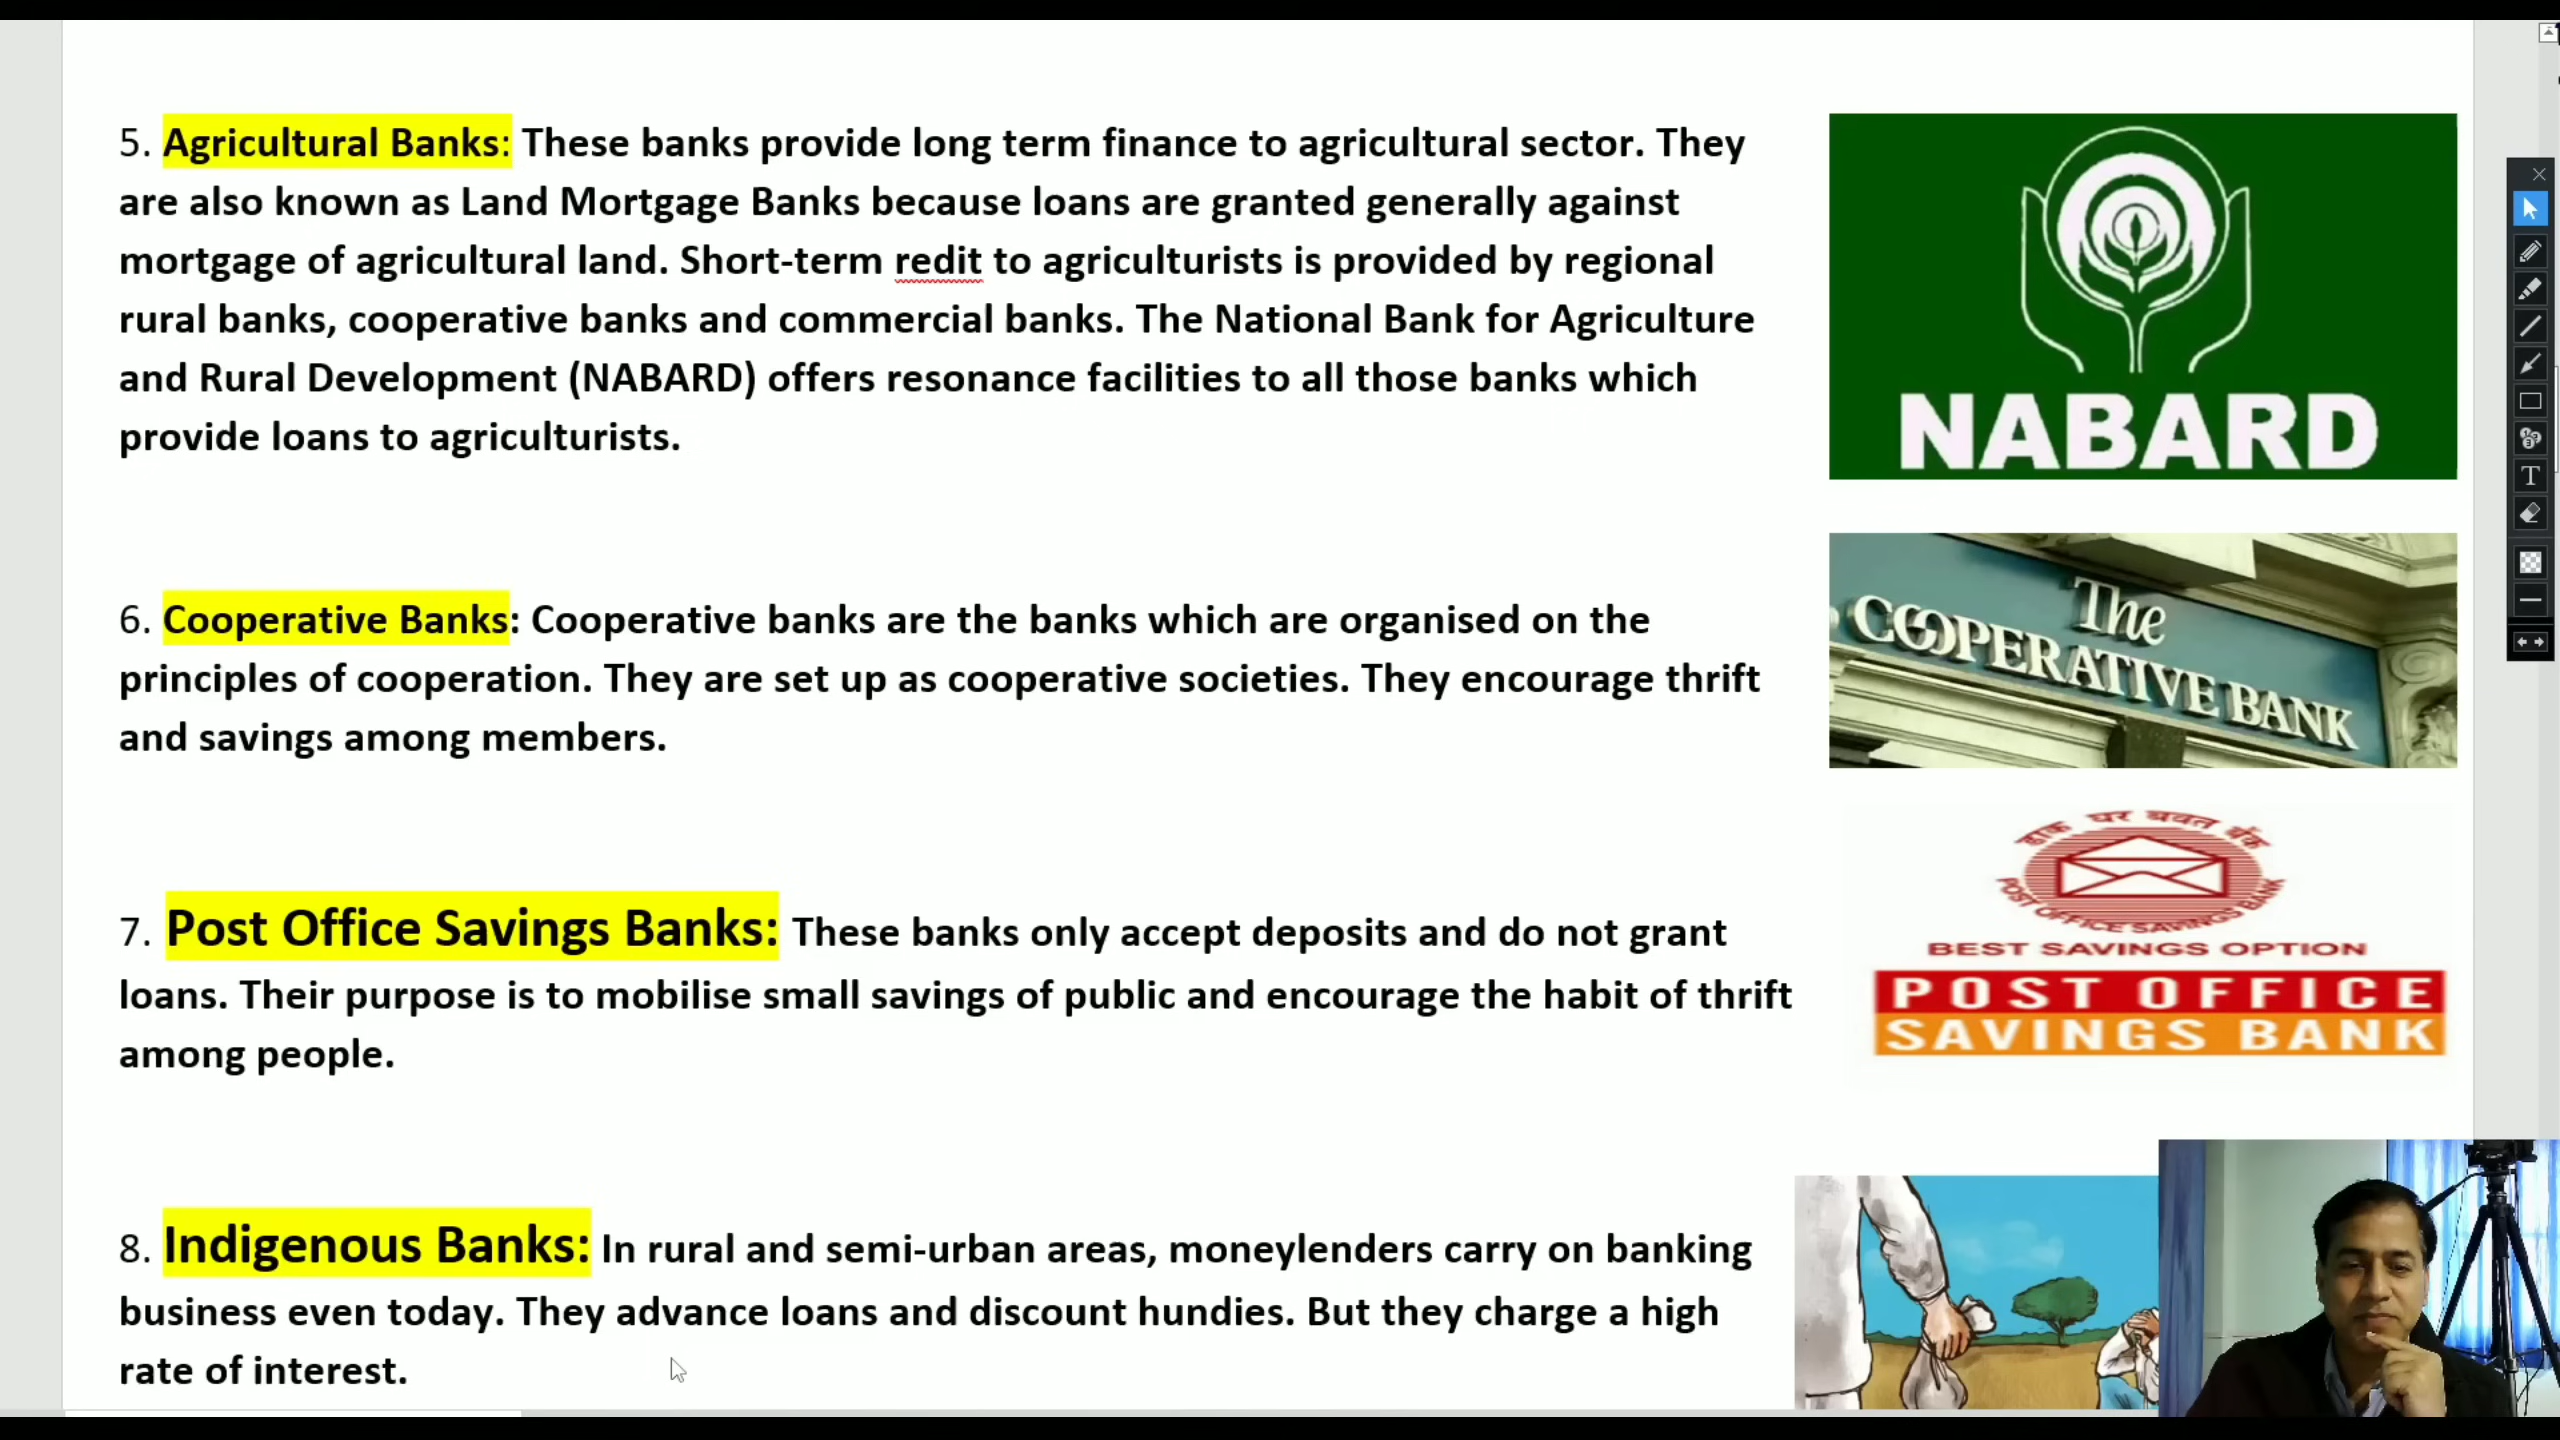 5. Agricultural Banks: These banks provide long term finance to agricultural sector. They
are also known as Land Mortgage Banks because loans are granted generally against
mortgage of agricultural land. Short-term redit to agriculturists is provided by regional
rural banks, cooperative banks and commercial banks. The National Bank for Agriculture
and Rural Development (NABARD) offers resonance facilities to all those banks which
provide loans to agriculturists.
NABARD
6. Cooperative Banks: Cooperative banks are the banks which are organised on the
principles of cooperation. They are set up as cooperative societies. They encourage thrift
and savings among members.
The
COOPERATIVE BANK
7. Post Office Savings Banks: These banks only accept deposits and do not grant
loans. Their purpose is to mobilise small savings of public and encourage the habit of thrift
among people.
डाक घर बचत बैंक
POST OFFICE SAVINGS BANK
BEST SAVINGS OPTION
POST OFFICE
SAVINGS BANK
8. Indigenous Banks: In rural and semi-urban areas, moneylenders carry on banking
business even today. They advance loans and discount hundies. But they charge a high
rate of interest.